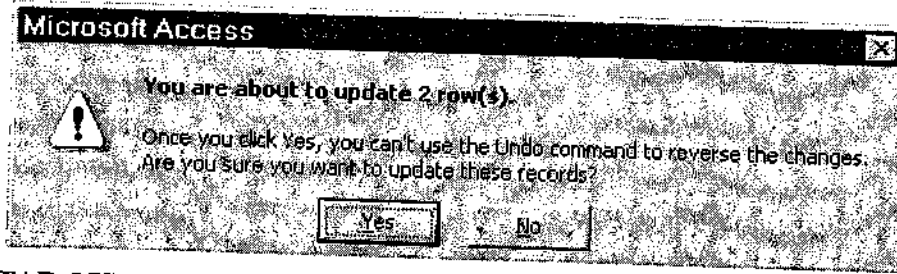 Microsoft Access
You are about to update 2 row(s).
Once you click Yes, you can't use the Undo command to reverse the changes.
Are you sure you want to update these records?
Yes No